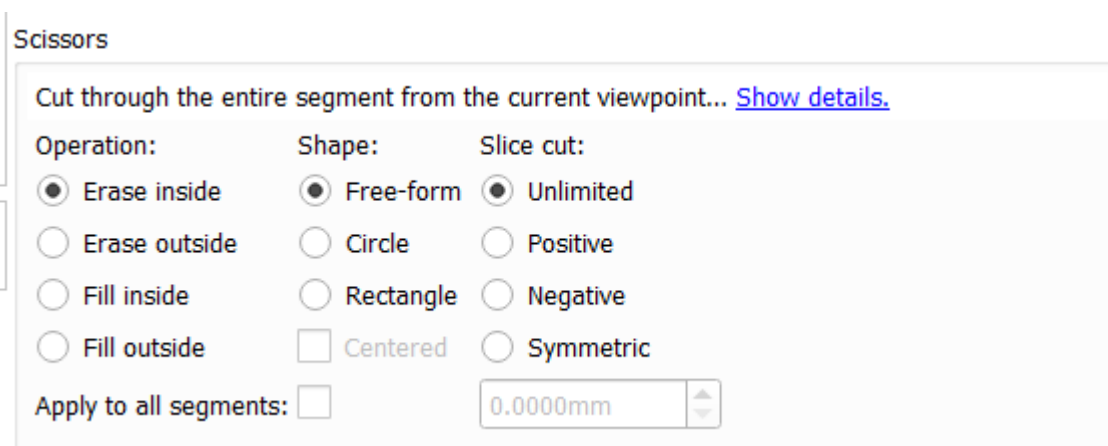 Scissors
Cut through the entire segment from the current viewpoint... Show details.
Operation: Shape: Slice cut:
Erase inside Free-form Unlimited
Erase outside Circle Positive
Fill inside Rectangle Negative
Fill outside Centered Symmetric
Apply to all segments: 0.0000mm